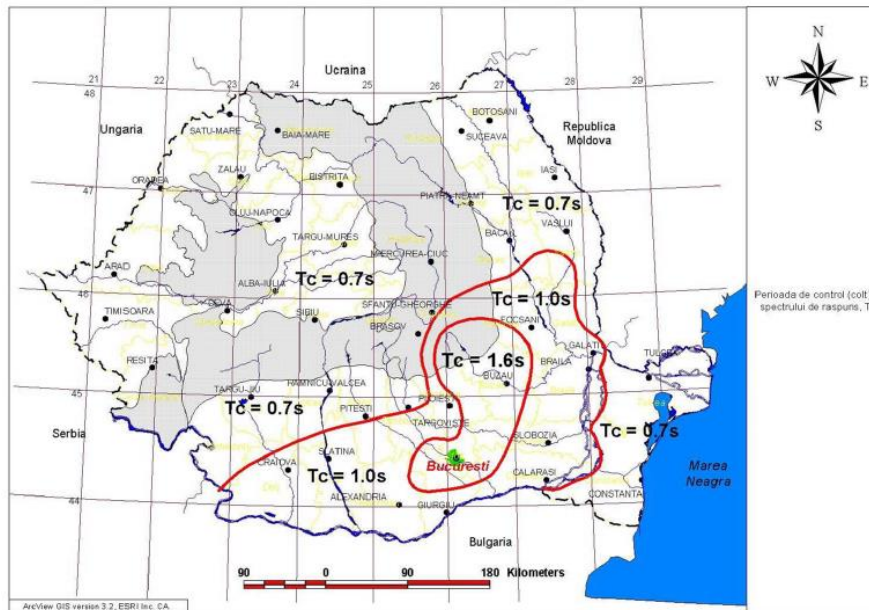 N
W E
S
21 22 23 24 25 26 27 28 29
48
47
46
45
44
Ucraina
Ungaria
Republica
Moldova
Serbia
Bulgaria
Marea
Neagra
BOTOSANI
SUCEAVA
SATU-MARE
BAIA-MARE
IASI
ZALAU
BISTRITA
ORADEA
PIATRA-NEAMT
Tc = 0.7s
CLUJ-NAPOCA
VASLUI
TARGU-MURES
BACA
MIERCUREA-CIUC
ARAD
Tc = 0.7s
ALBA-IULIA
Tc = 1.0s
DEVA
SFANTU-GHEORGHE
TIMISOARA
SIBIU
FOCSANI
BRASOV
GALATI
RESITA
Tc = 1.6s
BRAILA
BUZAU
RAMNICU-VALCEA
TARGU-JIU
Tc = 0.7s
PITESTI
TARGOVISTE
Tc = 0.7s
SLATINA
SLOBOZIA
CRAIOVA
Tc = 1.0s
Bucuresti
CALARASI
ALEXANDRIA
CONSTANTA
GIURGIU
90 0 90 180 Kilometers
Perioada de control (colt
spectrului de raspuns, T
ArcView GIS version 3.2, ESRI Inc. CA